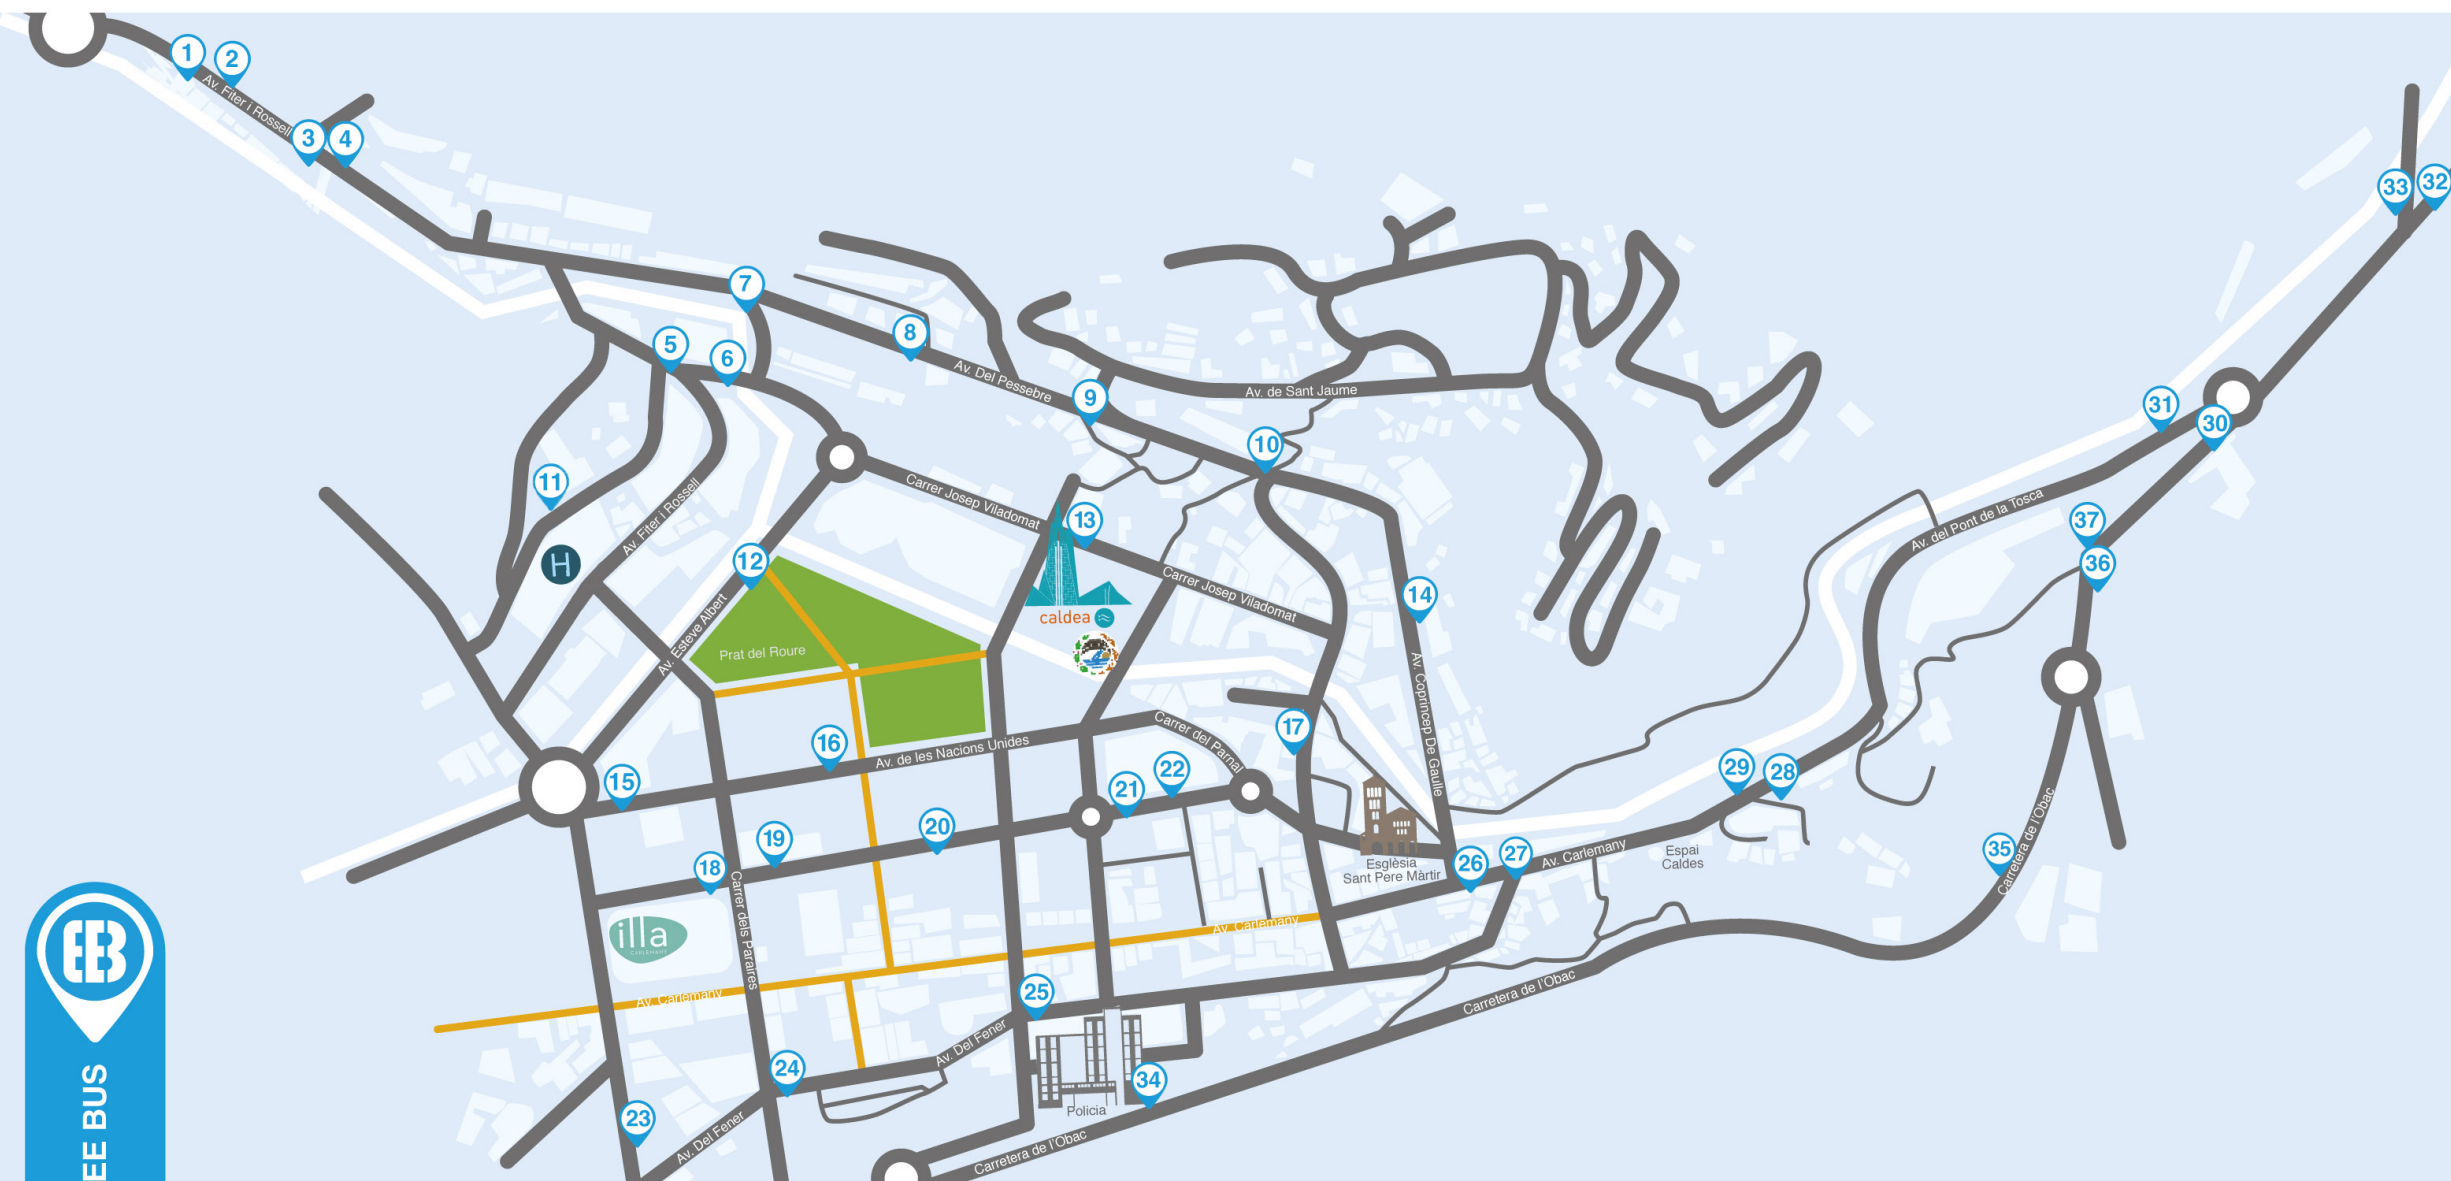 1
2
Av. Fiter i Rossell
3
4
33
32
7
8
5
6
Av. Del Pessebre
9
Av. de Sant Jaume
31
30
10
Carrer Josep Viladomat
11
Av. Fiter i Rossell
13
Av. del Pont de la Tosca
37
36
H
12
Carrer Josep Viladomat
14
caldea
Av. Esteve Albert
Prat del Roure
Av. Coprincep De Gaulle
17
Carrer del Parnal
16
Av. de les Nacions Unides
15
22
21
29
28
20
19
18
Carrer dels Paraires
Església
Sant Pere Màrtir
26
27
Av. Carlemany
Espai
Caldes
35
Carretera de l'Obac
illa
CARLEMANY
Av. Carlemany
Av. Carlemany
25
Carretera de l'Obac
Av. Del Fener
24
34
Policia
23
Av. Del Fener
Carretera de l'Obac
EEB
EE BUS